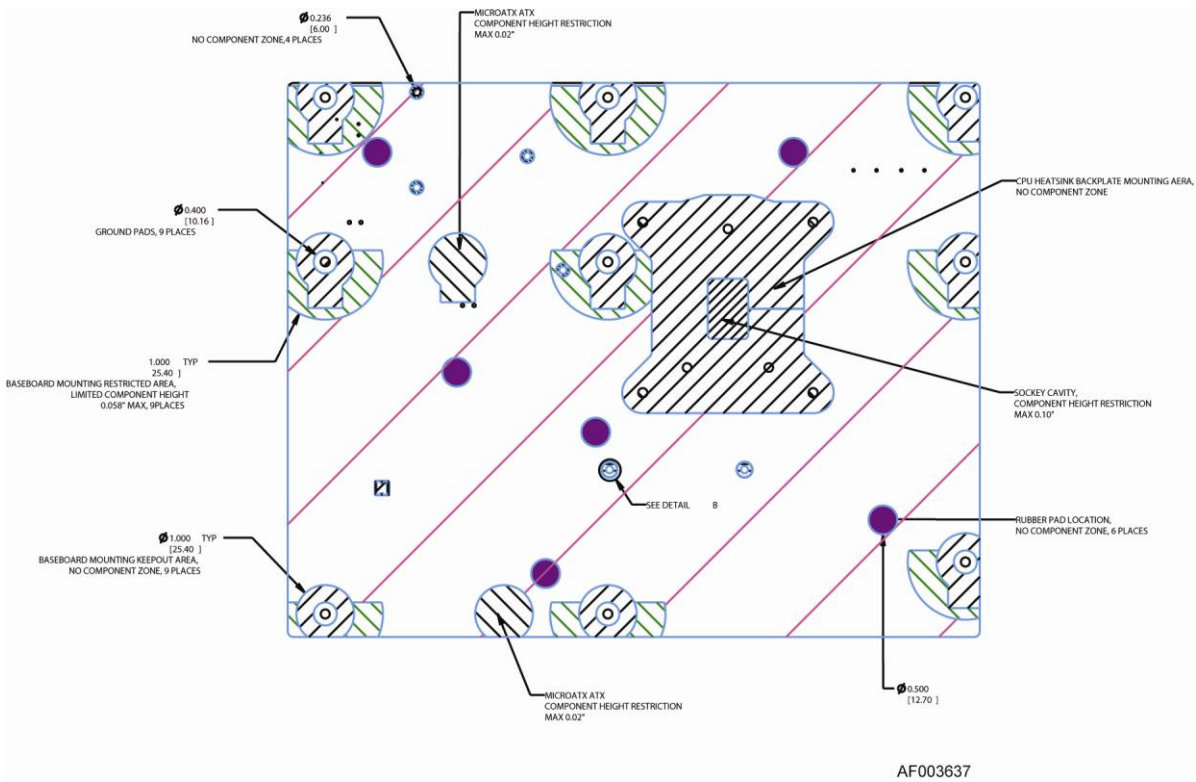 Ø 0.236
[6.00 ]
NO COMPONENT ZONE,4 PLACES
MICROATX ATX
COMPONENT HEIGHT RESTRICTION
MAX 0.02"
CPU HEATSINK BACKPLATE MOUNTING AERA,
NO COMPONENT ZONE
Ø 0.400
[10.16 ]
GROUND PADS, 9 PLACES
1.000 TYP
25.40 ]
BASEBOARD MOUNTING RESTRICTED AREA,
LIMITED COMPONENT HEIGHT
0.058" MAX, 9PLACES
SOCKEY CAVITY,
COMPONENT HEIGHT RESTRICTION
MAX 0.10"
SEE DETAIL B
RUBBER PAD LOCATION,
NO COMPONENT ZONE, 6 PLACES
Ø 1.000 TYP
[25.40 ]
BASEBOARD MOUNTING KEEPOUT AREA,
NO COMPONENT ZONE, 9 PLACES
Ø 0.500
[12.70 ]
MICROATX ATX
COMPONENT HEIGHT RESTRICTION
MAX 0.02"
AF003637